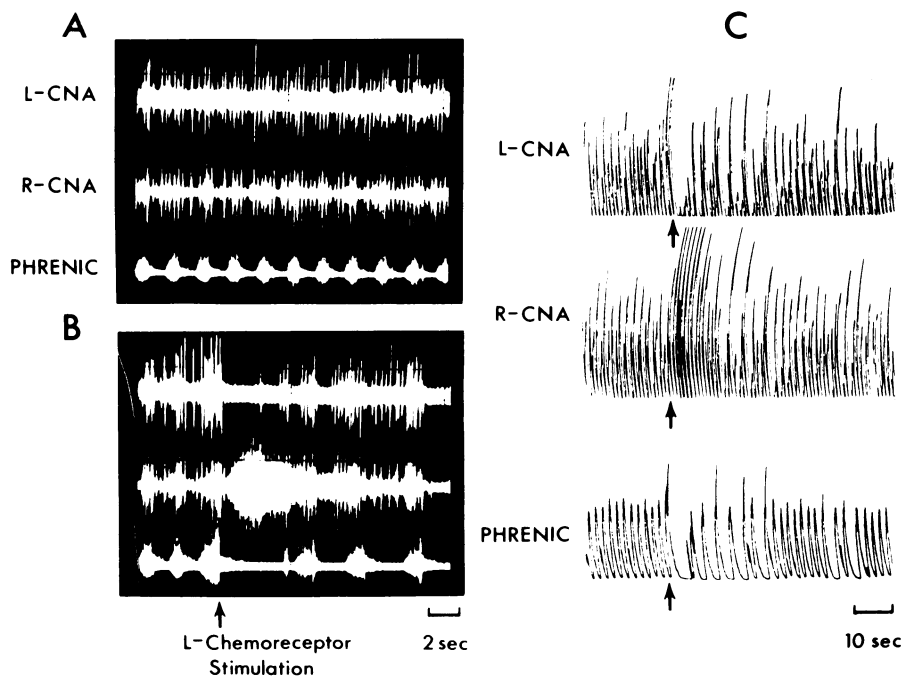 A
L-CNA
R-CNA
PHRENIC
B
L-Chemoreceptor
Stimulation
2 sec
C
L-CNA
R-CNA
PHRENIC
10 sec